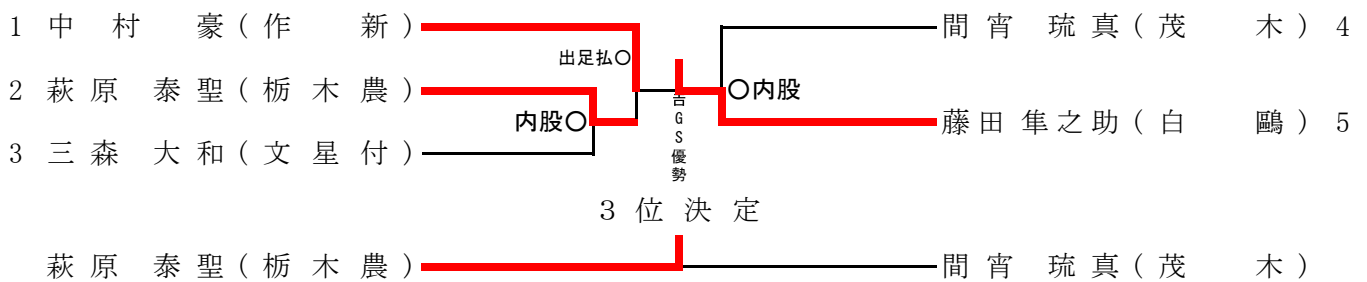 1 中村 豪(作 新)
間宵 琉真(茂 木) 4
出足払○
2 萩原 泰聖(栃木農)
○内股
内股○
藤田隼之助(白 鷗) 5
3 三森 大和(文星付)
GS優勢
3位決定
萩原 泰聖(栃木農)
間宵 琉真(茂 木)